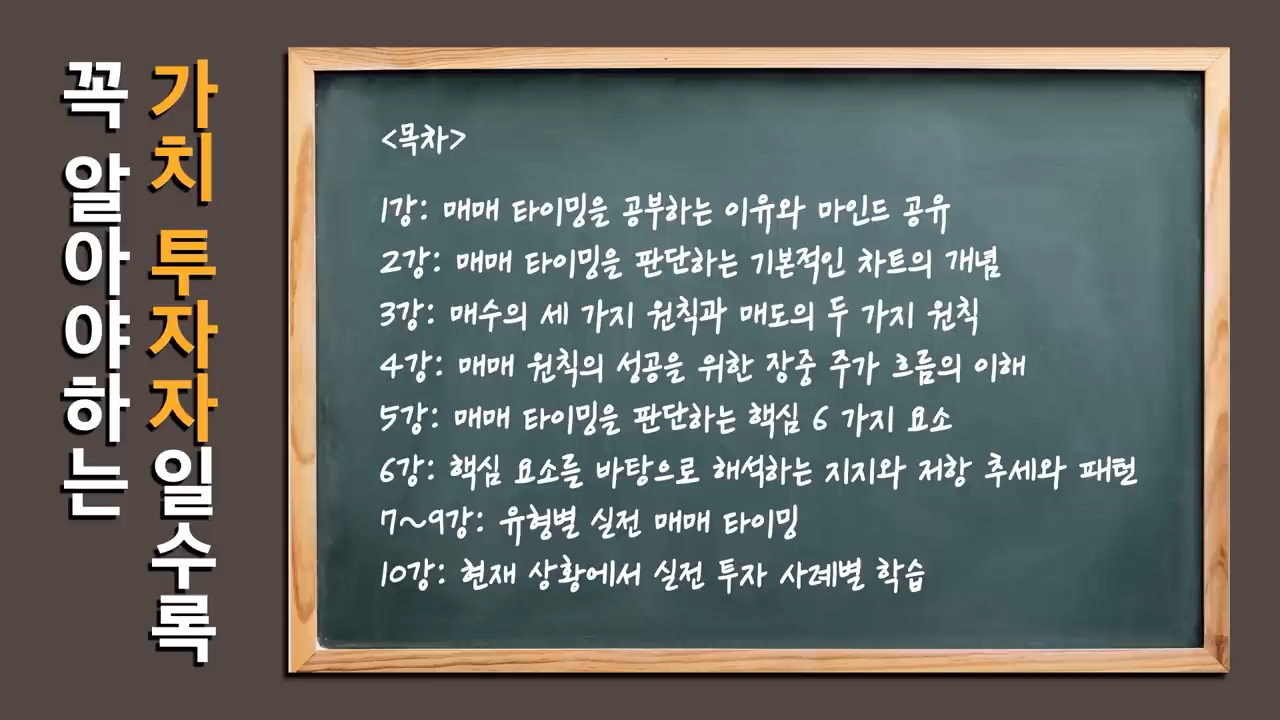 가치 투자자일수록
꼭 알아야하는
<목차>
1강: 매매 타이밍을 공부하는 이유와 마인드 공유
2강: 매매 타이밍을 판단하는 기본적인 차트의 개념
3강: 매수의 세 가지 원칙과 매도의 두 가지 원칙
4강: 매매 원칙의 성공을 위한 장중 주가 흐름의 이해
5강: 매매 타이밍을 판단하는 핵심 6 가지 요소
6강: 핵심 요소를 바탕으로 해석하는 지지와 저항 추세와 패턴
7~9강: 유형별 실전 매매 타이밍
10강: 현재 상황에서 실전 투자 사례별 학습